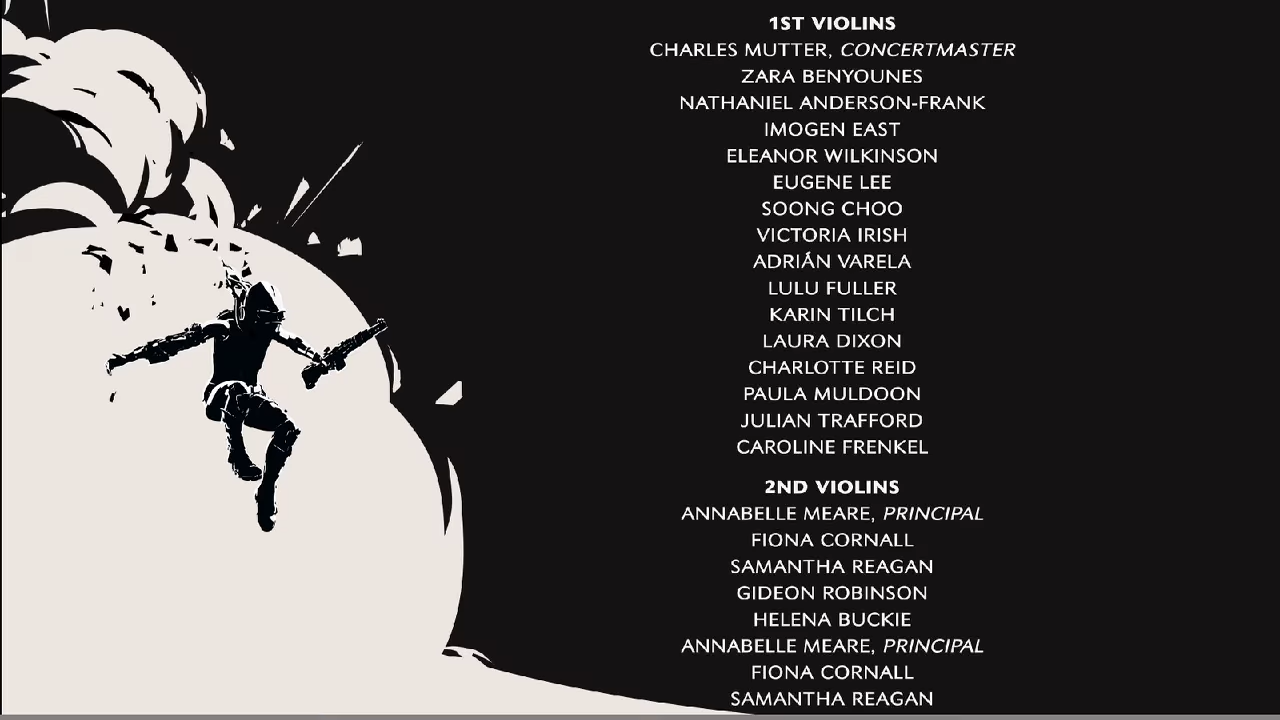 1ST VIOLINS
CHARLES MUTTER, CONCERTMASTER
ZARA BENYOUNES
NATHANIEL ANDERSON-FRANK
IMOGEN EAST
ELEANOR WILKINSON
EUGENE LEE
SOONG CHOO
VICTORIA IRISH
ADRIÁN VARELA
LULU FULLER
KARIN TILCH
LAURA DIXON
CHARLOTTE REID
PAULA MULDOON
JULIAN TRAFFORD
CAROLINE FRENKEL
2ND VIOLINS
ANNABELLE MEARE, PRINCIPAL
FIONA CORNALL
SAMANTHA REAGAN
GIDEON ROBINSON
HELENA BUCKIE
ANNABELLE MEARE, PRINCIPAL
FIONA CORNALL
SAMANTHA REAGAN